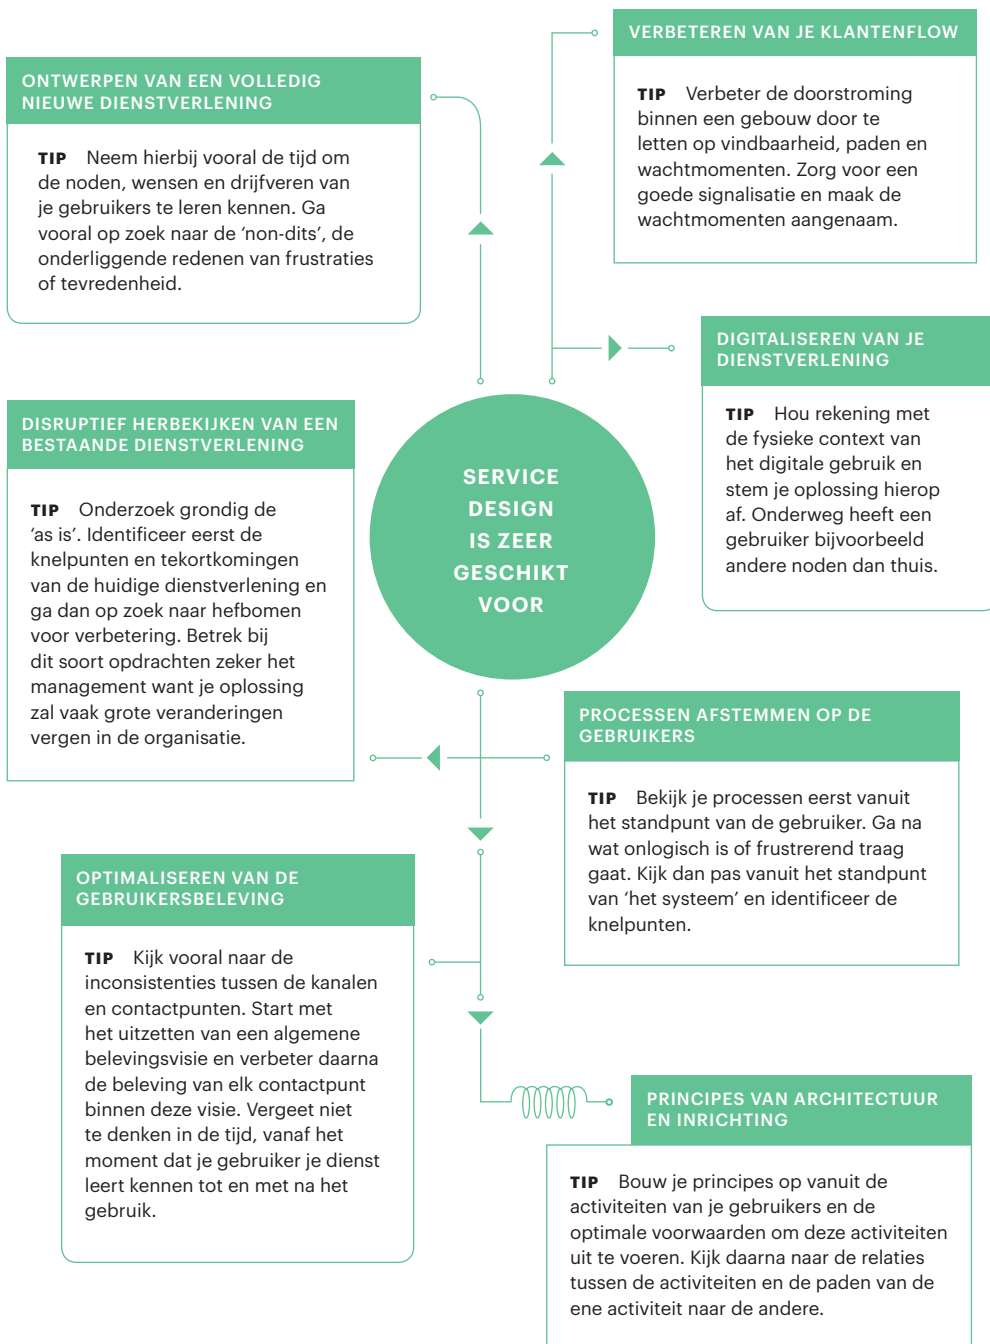 VERBETEREN VAN JE KLANTENFLOW
TIP Verbeter de doorstroming
binnen een gebouw door te
letten op vindbaarheid, paden en
wachtmomenten. Zorg voor een
goede signalisatie en maak de
wachtmomenten aangenaam.
ONTWERPEN VAN EEN VOLLEDIG
NIEUWE DIENSTVERLENING
TIP Neem hierbij vooral de tijd om
de noden, wensen en drijfveren van
je gebruikers te leren kennen. Ga
vooral op zoek naar de ‘non-dits’, de
onderliggende redenen van frustraties
of tevredenheid.
DIGITALISEREN VAN JE
DIENSTVERLENING
TIP Hou rekening met
de fysieke context van
het digitale gebruik en
stem je oplossing hierop
af. Onderweg heeft een
gebruiker bijvoorbeeld
andere noden dan thuis.
DISRUPTIEF HERBEKIJKEN VAN EEN
BESTAANDE DIENSTVERLENING
TIP Onderzoek grondig de
‘as is’. Identificeer eerst de
knelpunten en tekortkomingen
van de huidige dienstverlening en
ga dan op zoek naar hefbomen
voor verbetering. Betrek bij
dit soort opdrachten zeker het
management want je oplossing
zal vaak grote veranderingen
vergen in de organisatie.
SERVICE
DESIGN
IS ZEER
GESCHIKT
VOOR
PROCESSEN AFSTEMMEN OP DE
GEBRUIKERS
TIP Bekijk je processen eerst vanuit
het standpunt van de gebruiker. Ga na
wat onlogisch is of frustrerend traag
gaat. Kijk dan pas vanuit het standpunt
van ‘het systeem’ en identificeer de
knelpunten.
OPTIMALISEREN VAN DE
GEBRUIKERSBELEVING
TIP Kijk vooral naar de
inconsistenties tussen de kanalen
en contactpunten. Start met
het uitzetten van een algemene
belevingsvisie en verbeter daarna
de beleving van elk contactpunt
binnen deze visie. Vergeet niet
te denken in de tijd, vanaf het
moment dat je gebruiker je dienst
leert kennen tot en met na het
gebruik.
PRINCIPES VAN ARCHITECTUUR
EN INRICHTING
TIP Bouw je principes op vanuit de
activiteiten van je gebruikers en de
optimale voorwaarden om deze activiteiten
uit te voeren. Kijk daarna naar de relaties
tussen de activiteiten en de paden van de
ene activiteit naar de andere.